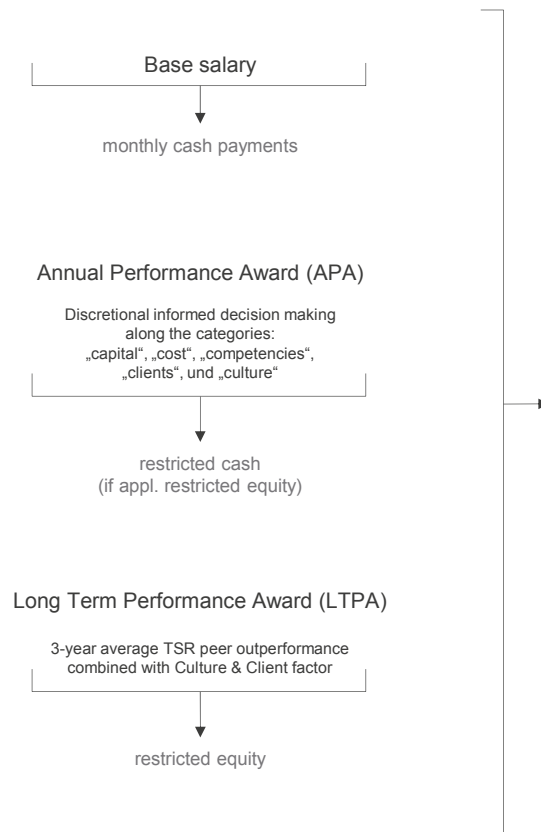 Base salary
monthly cash payments
Annual Performance Award (APA)
Discretional informed decision making
along the categories:
„capital“, „cost“, „competencies“,
„clients“, und „culture“
restricted cash
(if appl. restricted equity)
Long Term Performance Award (LTPA)
3-year average TSR peer outperformance
combined with Culture & Client factor
restricted equity